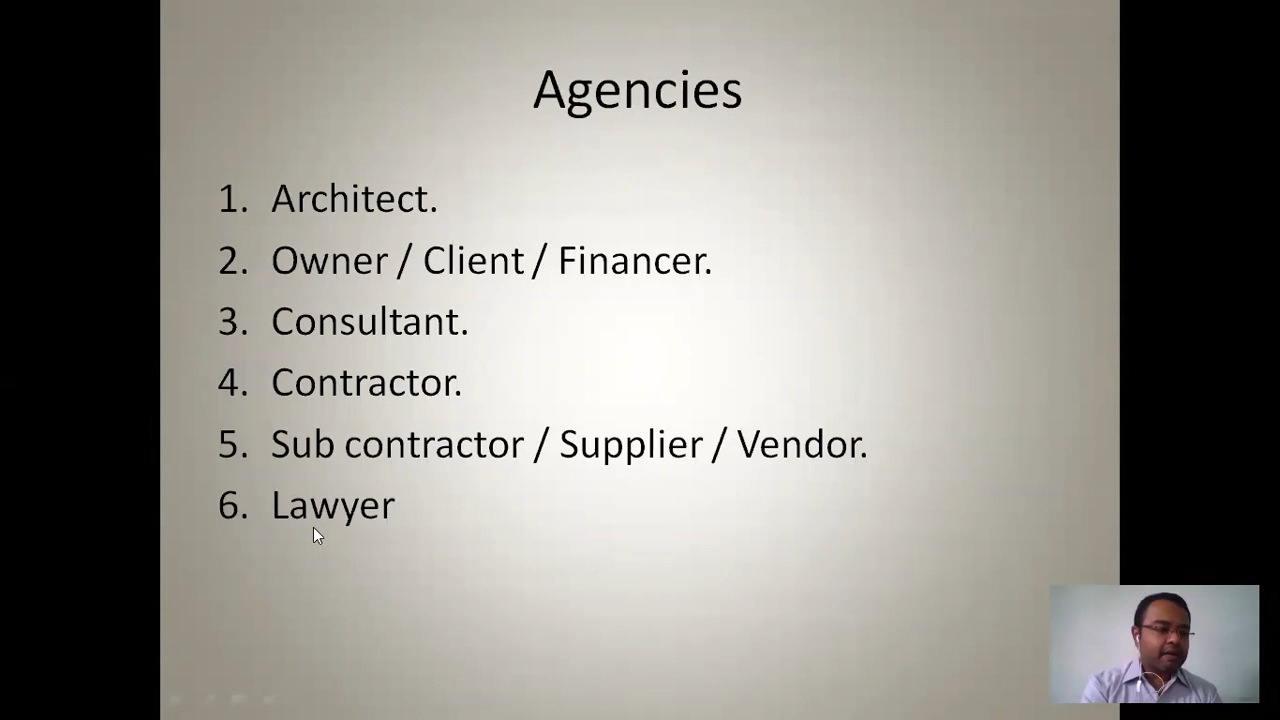 Agencies
1. Architect.
2. Owner / Client / Financer.
3. Consultant.
4. Contractor.
5. Sub contractor / Supplier / Vendor.
6. Lawyer